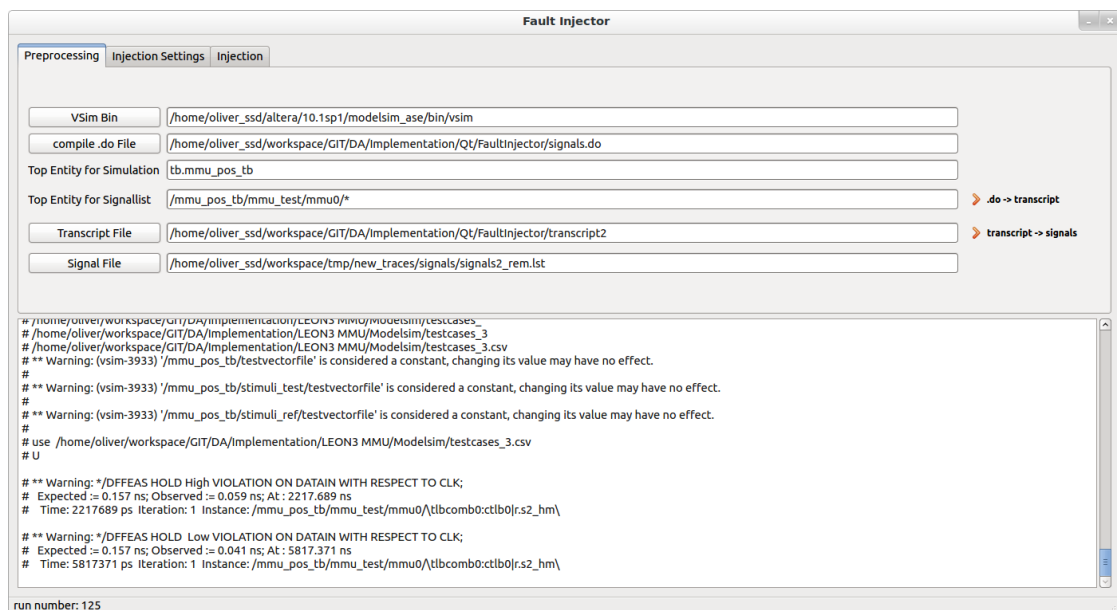 Fault Injector
Preprocessing Injection Settings Injection
VSim Bin /home/oliver_ssd/altera/10.1sp1/modelsim_ase/bin/vsim
compile .do File /home/oliver_ssd/workspace/GIT/DA/Implementation/Qt/FaultInjector/signals.do
Top Entity for Simulation tb.mmu_pos_tb
Top Entity for Signallist /mmu_pos_tb/mmu_test/mmu0/* .do -> transcript
Transcript File /home/oliver_ssd/workspace/GIT/DA/Implementation/Qt/FaultInjector/transcript2 transcript -> signals
Signal File /home/oliver_ssd/workspace/tmp/new_traces/signals/signals2_rem.lst
# /home/oliver/workspace/GIT/DA/Implementation/LEON3 MMU/Modelsim/testcases_
# /home/oliver/workspace/GIT/DA/Implementation/LEON3 MMU/Modelsim/testcases_3
# /home/oliver/workspace/GIT/DA/Implementation/LEON3 MMU/Modelsim/testcases_3.csv
# ** Warning: (vsim-3933) '/mmu_pos_tb/testvectorfile' is considered a constant, changing its value may have no effect.
#
# ** Warning: (vsim-3933) '/mmu_pos_tb/stimuli_test/testvectorfile' is considered a constant, changing its value may have no effect.
#
# ** Warning: (vsim-3933) '/mmu_pos_tb/stimuli_ref/testvectorfile' is considered a constant, changing its value may have no effect.
#
# use /home/oliver/workspace/GIT/DA/Implementation/LEON3 MMU/Modelsim/testcases_3.csv
# U
# ** Warning: */DFFEAS HOLD High VIOLATION ON DATAIN WITH RESPECT TO CLK;
# Expected := 0.157 ns; Observed := 0.059 ns; At : 2217.689 ns
# Time: 2217689 ps Iteration: 1 Instance: /mmu_pos_tb/mmu_test/mmu0/\tlbcomb0:ctlb0|r.s2_hm\
# ** Warning: */DFFEAS HOLD Low VIOLATION ON DATAIN WITH RESPECT TO CLK;
# Expected := 0.157 ns; Observed := 0.041 ns; At : 5817.371 ns
# Time: 5817371 ps Iteration: 1 Instance: /mmu_pos_tb/mmu_test/mmu0/\tlbcomb0:ctlb0|r.s2_hm\
run number: 125